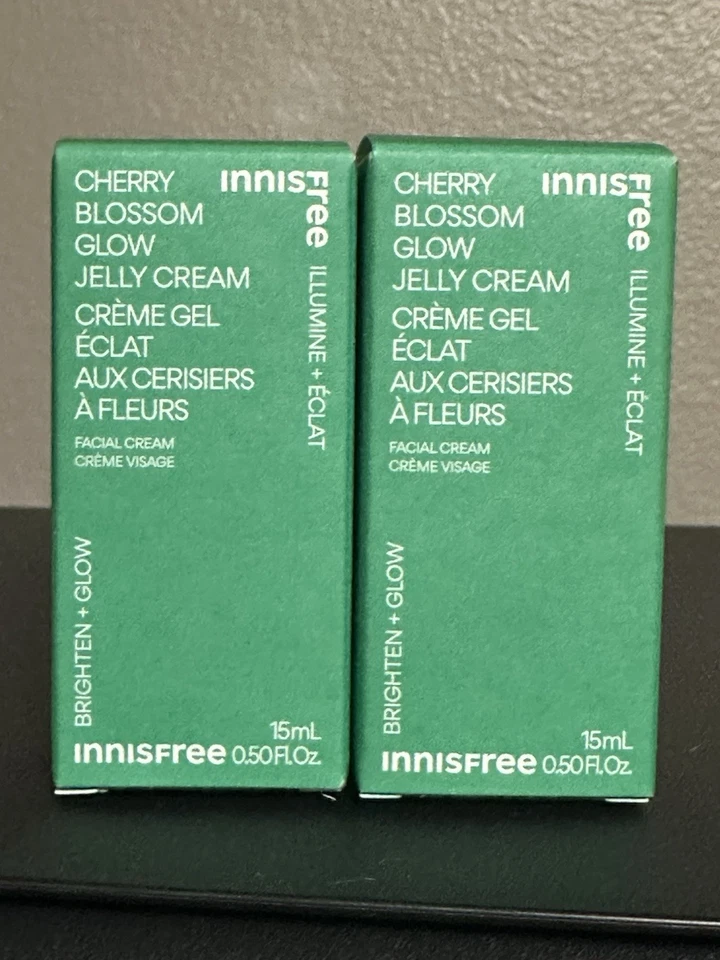 CHERRY
BLOSSOM
GLOW
JELLY CREAM
CRÈME GEL
ÉCLAT
AUX CERISIERS
À FLEURS
FACIAL CREAM
CRÈME VISAGE
innisfree
ILLUMINE + ÉCLAT
BRIGHTEN + GLOW
15mL
innisfree 0.50 Fl.Oz.
CHERRY
BLOSSOM
GLOW
JELLY CREAM
CRÈME GEL
ÉCLAT
AUX CERISIERS
À FLEURS
FACIAL CREAM
CRÈME VISAGE
innisfree
ILLUMINE + ÉCLAT
BRIGHTEN + GLOW
15mL
innisfree 0.50 Fl.Oz.